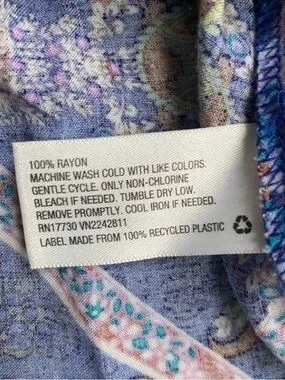 100% RAYON
MACHINE WASH COLD WITH LIKE COLORS.
GENTLE CYCLE. ONLY NON-CHLORINE
BLEACH IF NEEDED. TUMBLE DRY LOW.
REMOVE PROMPTLY. COOL IRON IF NEEDED.
RN17730 VN2242811
LABEL MADE FROM 100% RECYCLED PLASTIC